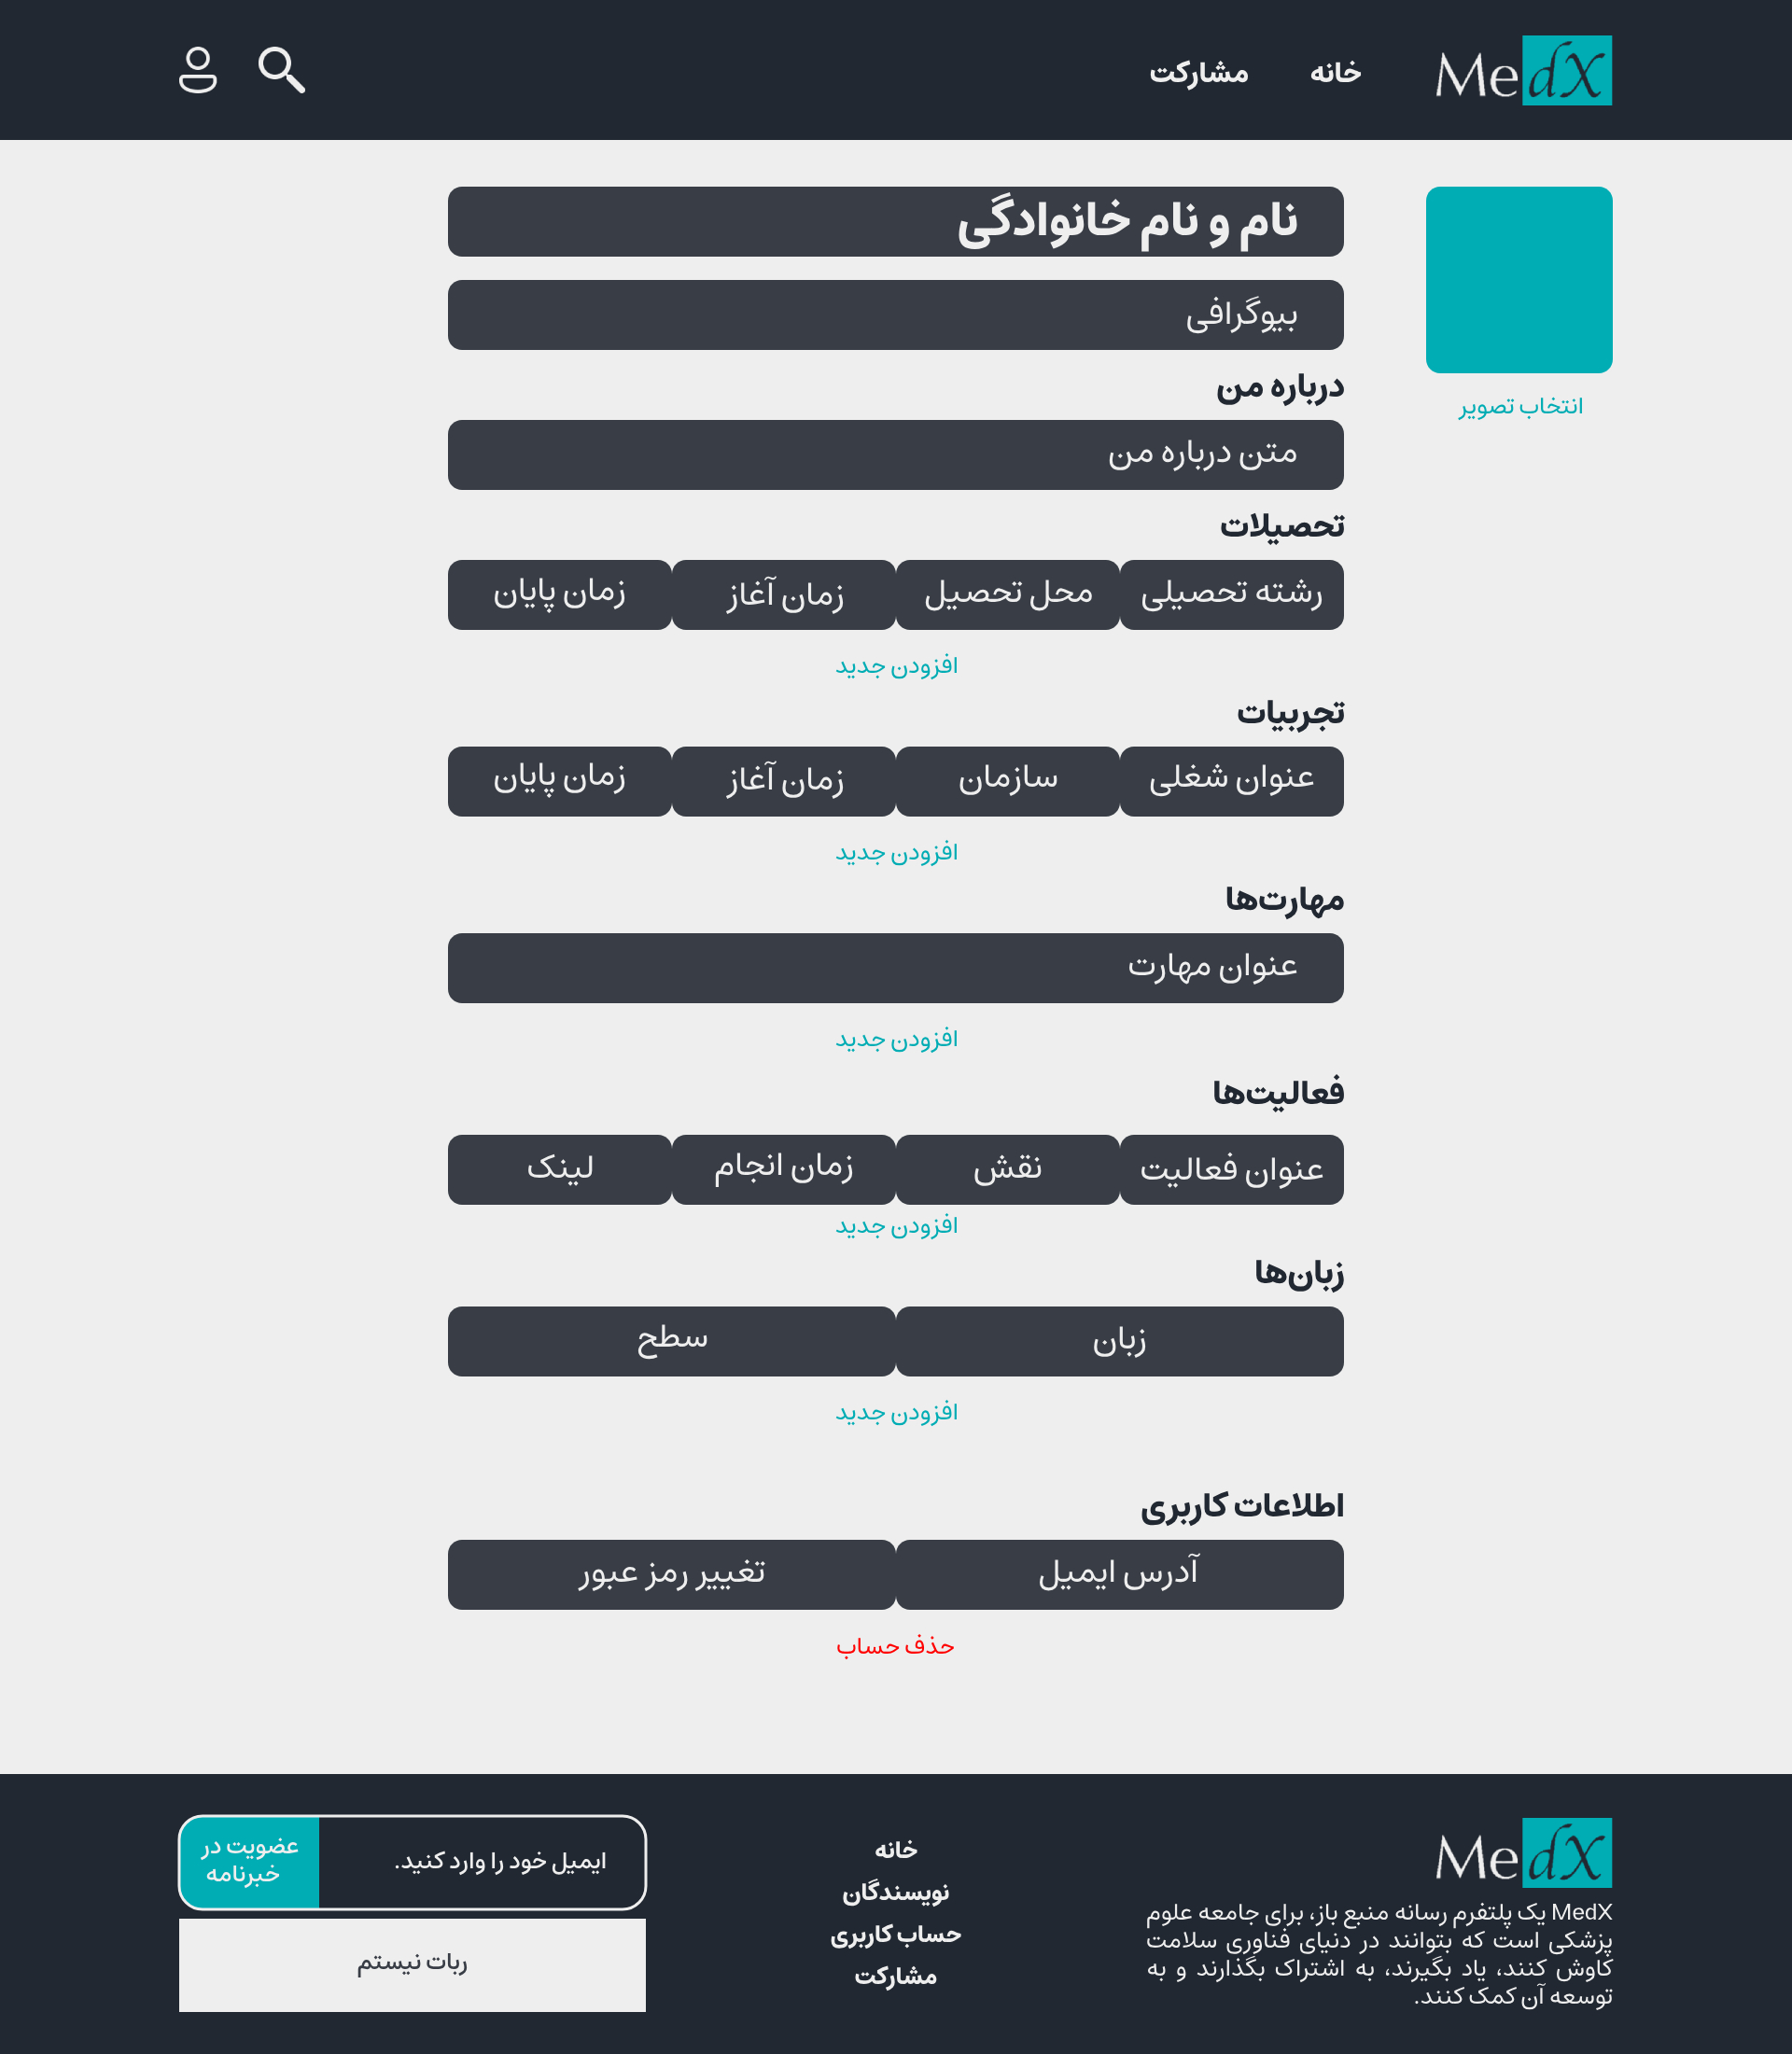 MedX
خانه
مشارکت
نام و نام خانوادگی
بیوگرافی
انتخاب تصویر
درباره من
متن درباره من
تحصیلات
رشته تحصیلی
محل تحصیل
زمان آغاز
زمان پایان
افزودن جدید
تجربیات
عنوان شغلی
سازمان
زمان آغاز
زمان پایان
افزودن جدید
مهارت‌ها
عنوان مهارت
افزودن جدید
فعالیت‌ها
عنوان فعالیت
نقش
زمان انجام
لینک
افزودن جدید
زبان‌ها
زبان
سطح
افزودن جدید
اطلاعات کاربری
آدرس ایمیل
تغییر رمز عبور
حذف حساب
MedX
MedX یک پلتفرم رسانه منبع باز، برای جامعه علوم
پزشکی است که بتوانند در دنیای فناوری سلامت
کاوش کنند، یاد بگیرند، به اشتراک بگذارند و به
توسعه آن کمک کنند.
خانه
نویسندگان
حساب کاربری
مشارکت
ایمیل خود را وارد کنید.
عضویت در
خبرنامه
ربات نیستم